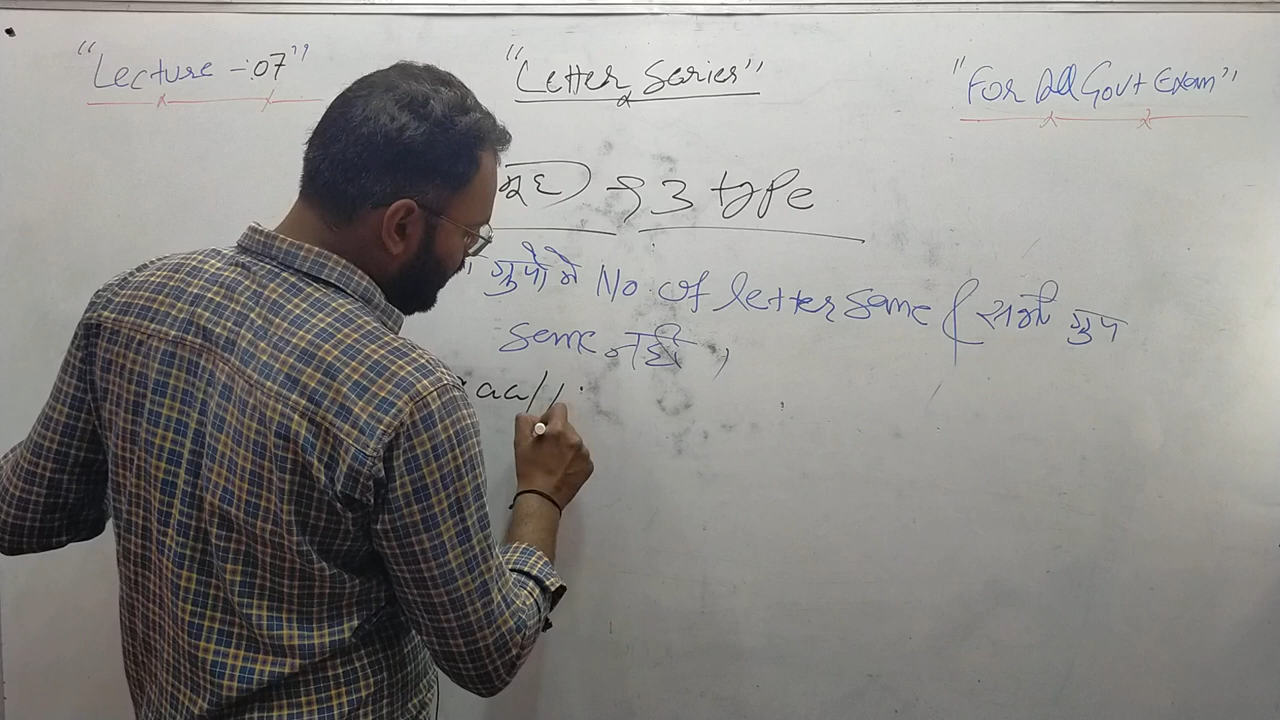 "Lecture -:07"
"Letter Series"
"For All Govt Exam"
3 type
ग्रुपो मे No. of letter same { सभी ग्रुप
same नही,
aa/